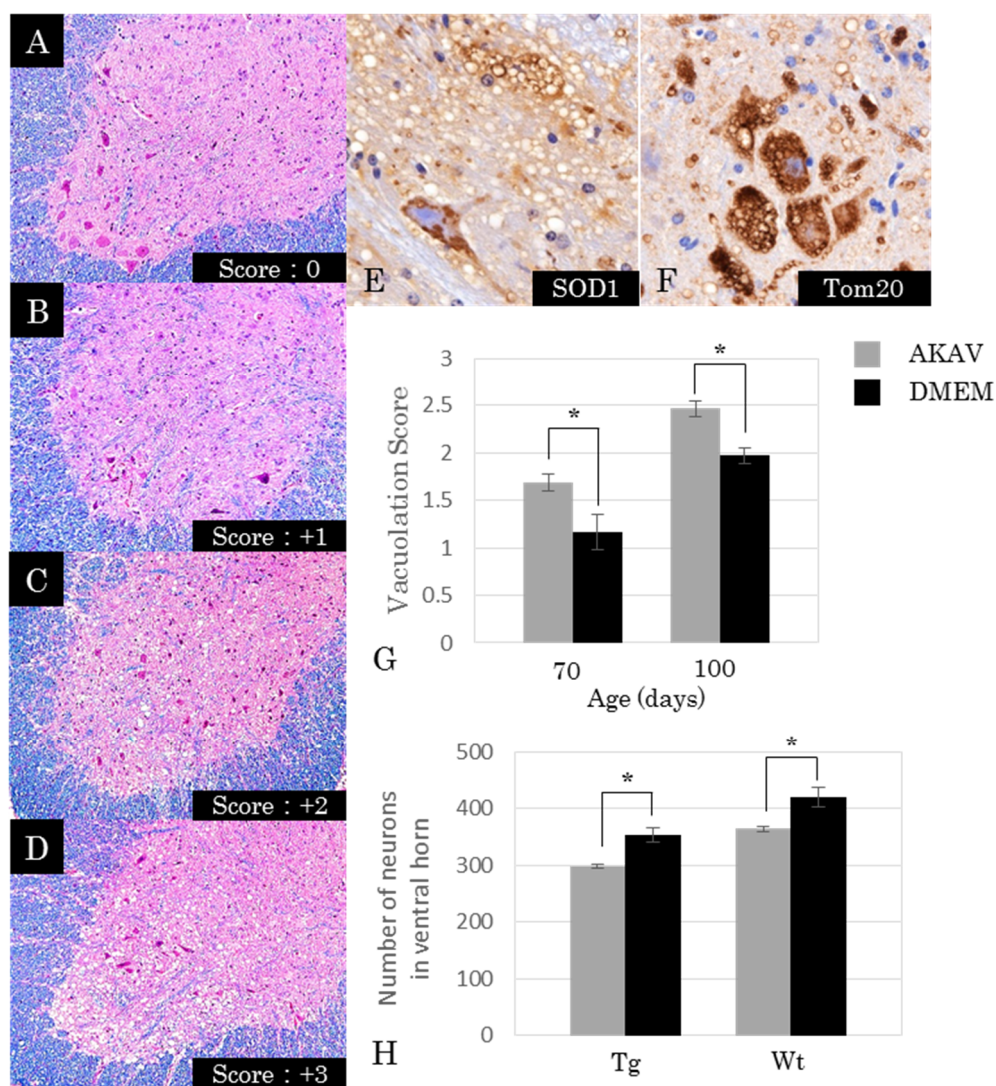 A
Score : 0
B
Score : +1
C
Score : +2
D
Score : +3
E
SOD1
F
Tom20
AKAV
DMEM
Vacuolation Score
3
2.5
2
1.5
1
0.5
0
*
*
70
100
Age (days)
G
Number of neurons
in ventral horn
500
400
300
200
100
0
*
*
Tg
Wt
H